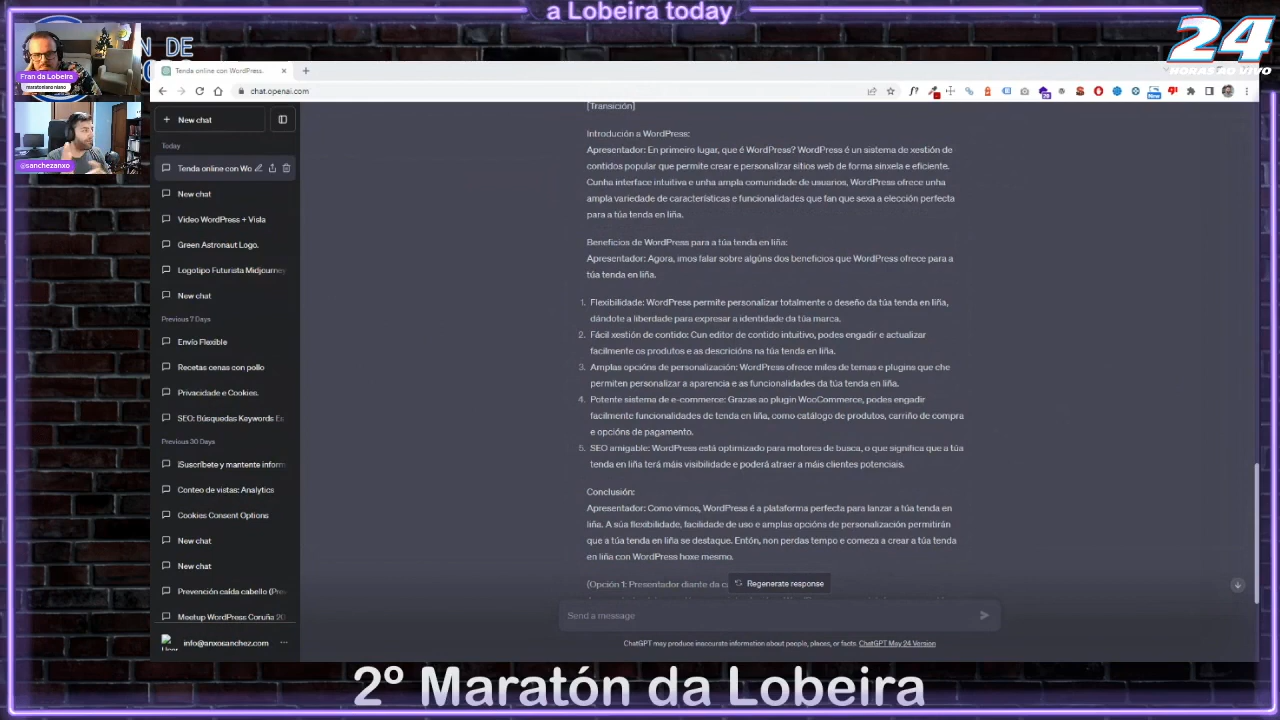 a Lobeira today
24
HORAS AO VIVO
N DE
Fran da Lobeira
maratoniano niano
@sanchezanxo
Tenda online con WordPress.
chat.openai.com
New chat
Today
Tenda online con Wo
New chat
Video WordPress + Visla
Green Astronaut Logo.
Logotipo Futurista Midjourney
New chat
Previous 7 Days
Envío Flexible
Recetas cenas con pollo
Privacidade e Cookies.
SEO: Búsquedas Keywords Es
Previous 30 Days
¡Suscríbete y mantente inform
Conteo de vistas: Analytics
Cookies Consent Options
New chat
New chat
Prevención caída cabello (Pre
Meetup WordPress Coruña 20
info@anxosanchez.com
[Transición]
Introdución a WordPress:
Apresentador: En primeiro lugar, que é WordPress? WordPress é un sistema de xestión de
contidos popular que permite crear e personalizar sitios web de forma sinxela e eficiente.
Cunha interface intuitiva e unha ampla comunidade de usuarios, WordPress ofrece unha
ampla variedade de características e funcionalidades que fan que sexa a elección perfecta
para a túa tenda en liña.
Beneficios de WordPress para a túa tenda en liña:
Apresentador: Agora, imos falar sobre algúns dos beneficios que WordPress ofrece para a
túa tenda en liña.
1. Flexibilidade: WordPress permite personalizar totalmente o deseño da túa tenda en liña,
dándote a liberdade para expresar a identidade da túa marca.
2. Fácil xestión de contido: Cun editor de contido intuitivo, podes engadir e actualizar
facilmente os produtos e as descricións na túa tenda en liña.
3. Amplas opcións de personalización: WordPress ofrece miles de temas e plugins que che
permiten personalizar a aparencia e as funcionalidades da túa tenda en liña.
4. Potente sistema de e-commerce: Grazas ao plugin WooCommerce, podes engadir
facilmente funcionalidades de tenda en liña, como catálogo de produtos, carriño de compra
e opcións de pagamento.
5. SEO amigable: WordPress está optimizado para motores de busca, o que significa que a túa
tenda en liña terá máis visibilidade e poderá atraer a máis clientes potenciais.
Conclusión:
Apresentador: Como vimos, WordPress é a plataforma perfecta para lanzar a túa tenda en
liña. A súa flexibilidade, facilidade de uso e amplas opcións de personalización permitirán
que a túa tenda en liña se destaque. Entón, non perdas tempo e comeza a crear a túa tenda
en liña con WordPress hoxe mesmo.
(Opción 1: Presentador diante da c
Regenerate response
Send a message
ChatGPT may produce inaccurate information about people, places, or facts. ChatGPT May 24 Version
2º Maratón da Lobeira